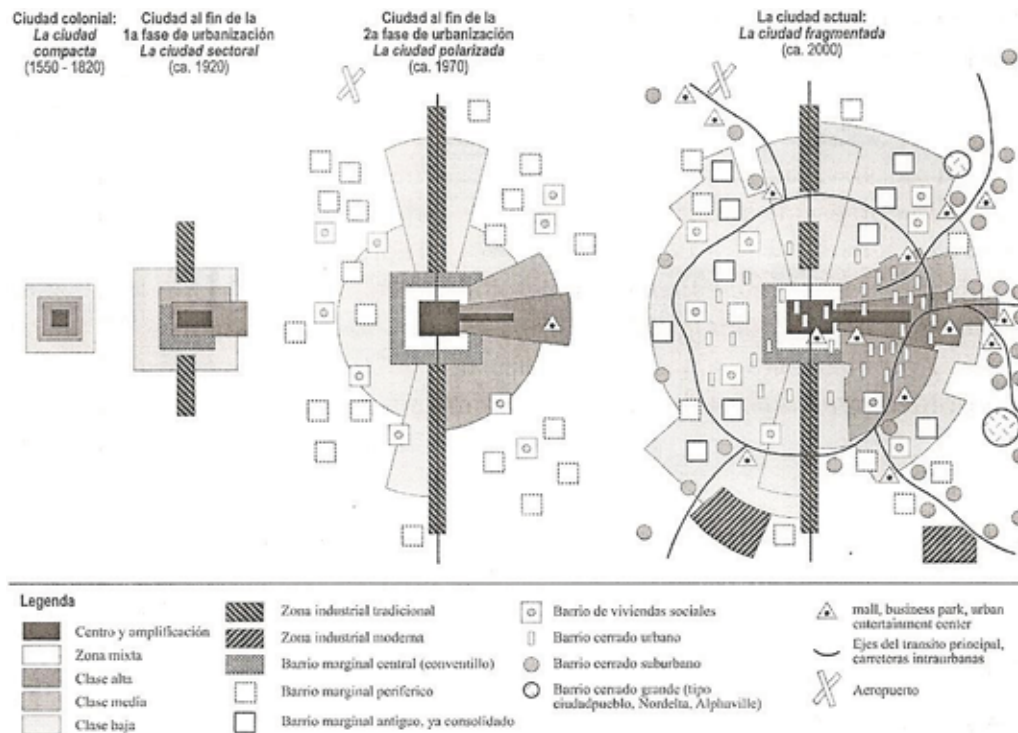 Ciudad colonial:
La ciudad
compacta
(1550 - 1820)
Ciudad al fin de la
1a fase de urbanización
La ciudad sectoral
(ca. 1920)
Ciudad al fin de la
2a fase de urbanización
La ciudad polarizada
(ca. 1970)
La ciudad actual:
La ciudad fragmentada
(ca. 2000)
Legenda
Centro y amplificación
Zona mixta
Clase alta
Clase media
Clase baja
Zona industrial tradicional
Zona industrial moderna
Barrio marginal central (conventillo)
Barrio marginal periferico
Barrio marginal antiguo, ya consolidado
Barrio de viviendas sociales
Barrio cerrado urbano
Barrio cerrado suburbano
Barrio cerrado grande (tipo
ciudadpueblo, Nordelta, Alphaville)
mall, business park, urban
entertainment center
Ejes del transito principal,
carreteras intraurbanas
Aeropuerto